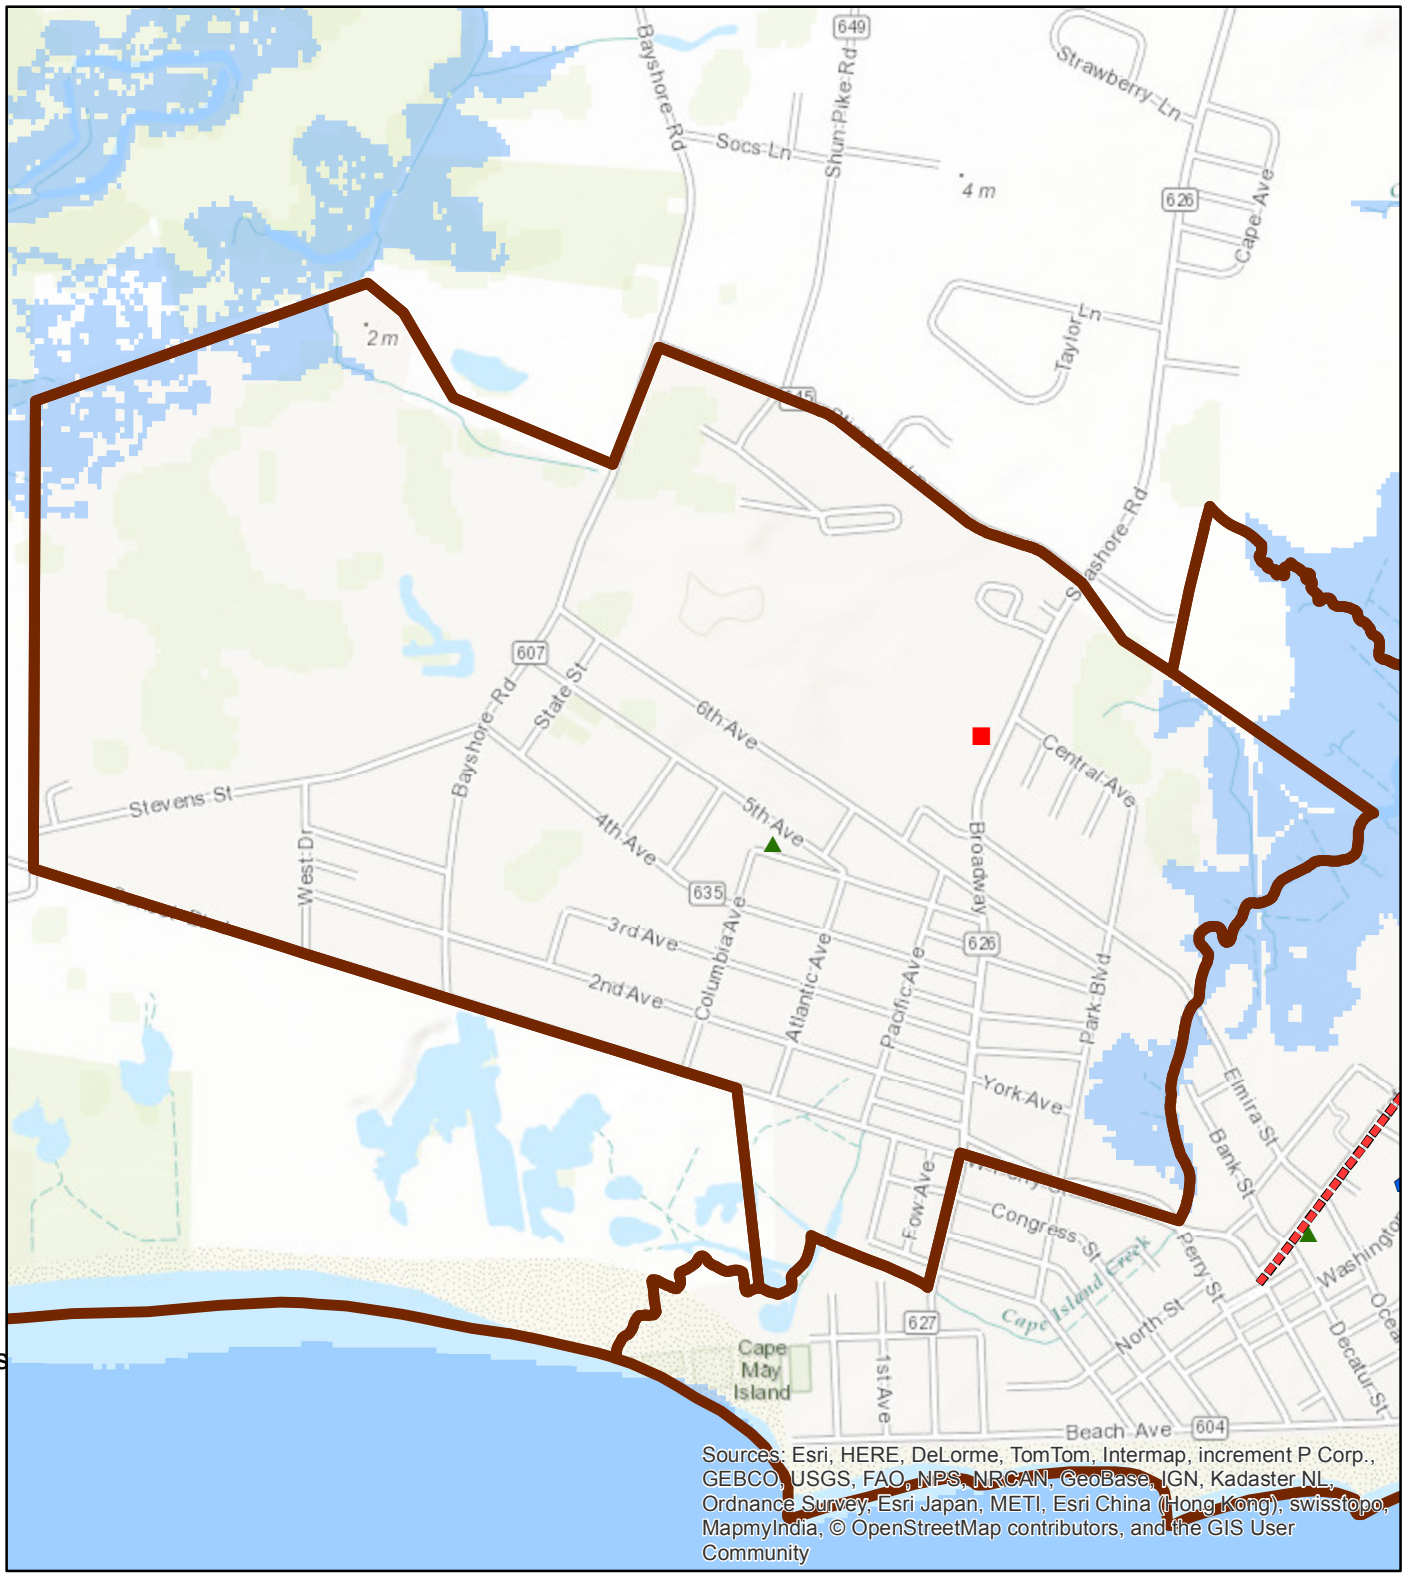 649
Bayshore Rd
Shun Pike Rd
Strawberry Ln
Socs Ln
4 m
626
Cape Ave
Ln
Taylor
2 m
607
State St
6th Ave
Bayshore Rd
Central Ave
Stevens St
5th Ave
4th Ave
West Dr
Broadway
635
3rd Ave
626
Columbia Ave
2nd Ave
Atlantic Ave
Pacific Ave
Park Blvd
York Ave
Elmira St
Bank St
Fow Ave
Congress St
Perry St
Washington
Cape Island Creek
North St
627
Decatur St
Cape
May
Island
1st Ave
Beach Ave
604
Sources: Esri, HERE, DeLorme, TomTom, Intermap, increment P Corp.,
GEBCO, USGS, FAO, NPS, NRCAN, GeoBase, IGN, Kadaster NL,
Ordnance Survey, Esri Japan, METI, Esri China (Hong Kong), swisstopo,
MapmyIndia, © OpenStreetMap contributors, and the GIS User
Community